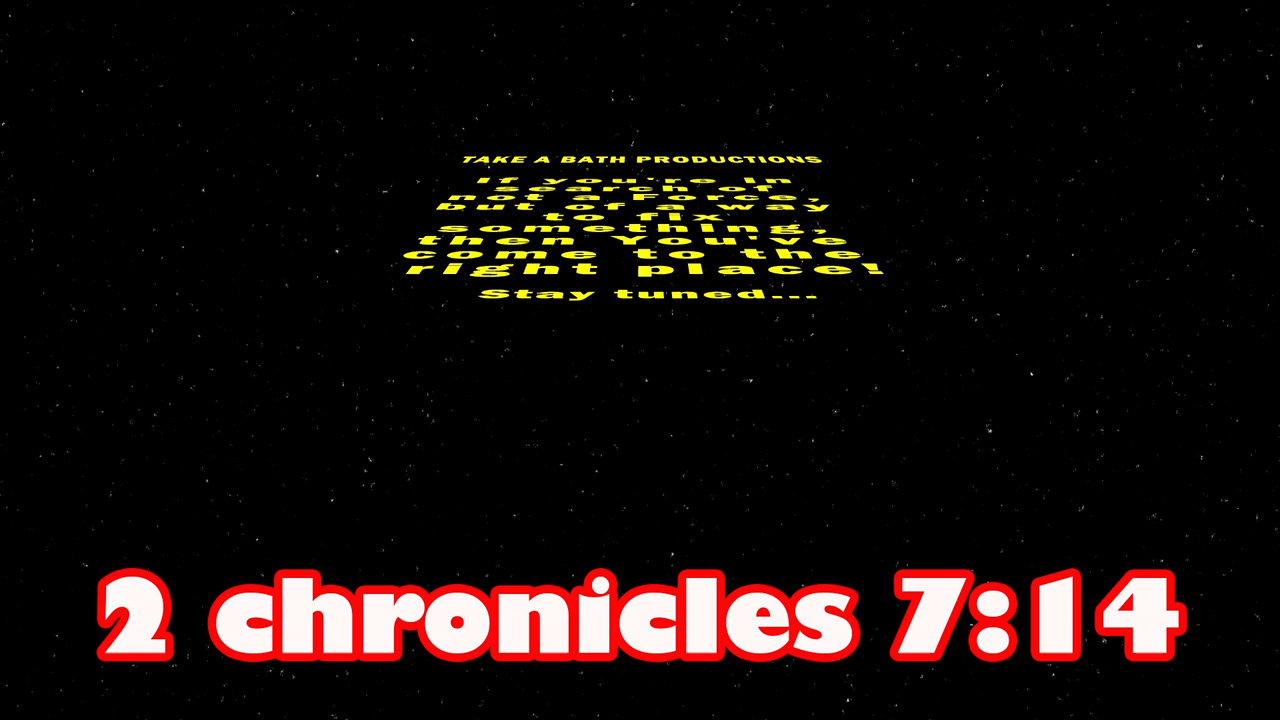 TAKE A BATH PRODUCTIONS
If you're in
search of
not a Force,
but of a way
to fix
something,
then You've
come to the
right place!
Stay tuned...
2 chronicles 7:14